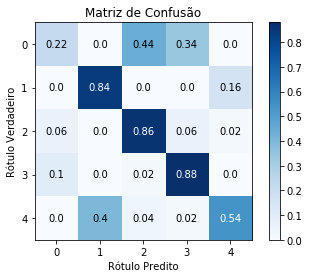 Matriz de Confusão
Rótulo Verdadeiro
0 0.22 0.0 0.44 0.34 0.0
1 0.0 0.84 0.0 0.0 0.16
2 0.06 0.0 0.86 0.06 0.02
3 0.1 0.0 0.02 0.88 0.0
4 0.0 0.4 0.04 0.02 0.54
0 1 2 3 4
Rótulo Predito
0.8
0.7
0.6
0.5
0.4
0.3
0.2
0.1
0.0